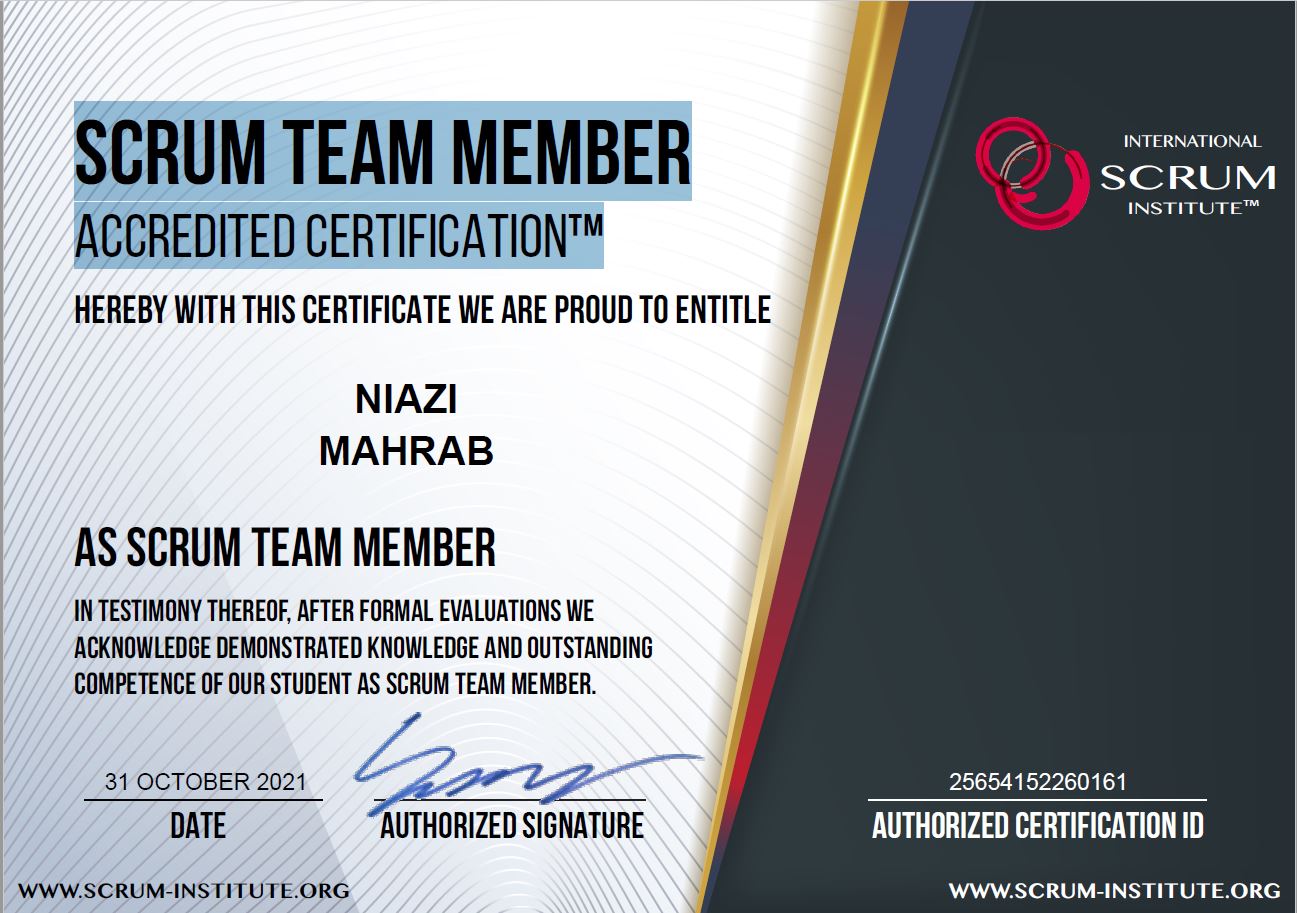 SCRUM TEAM MEMBER
ACCREDITED CERTIFICATION™
HEREBY WITH THIS CERTIFICATE WE ARE PROUD TO ENTITLE
NIAZI
MAHRAB
AS SCRUM TEAM MEMBER
IN TESTIMONY THEREOF, AFTER FORMAL EVALUATIONS WE
ACKNOWLEDGE DEMONSTRATED KNOWLEDGE AND OUTSTANDING
COMPETENCE OF OUR STUDENT AS SCRUM TEAM MEMBER.
31 OCTOBER 2021
DATE
AUTHORIZED SIGNATURE
WWW.SCRUM-INSTITUTE.ORG
INTERNATIONAL
SCRUM
INSTITUTE™
25654152260161
AUTHORIZED CERTIFICATION ID
WWW.SCRUM-INSTITUTE.ORG